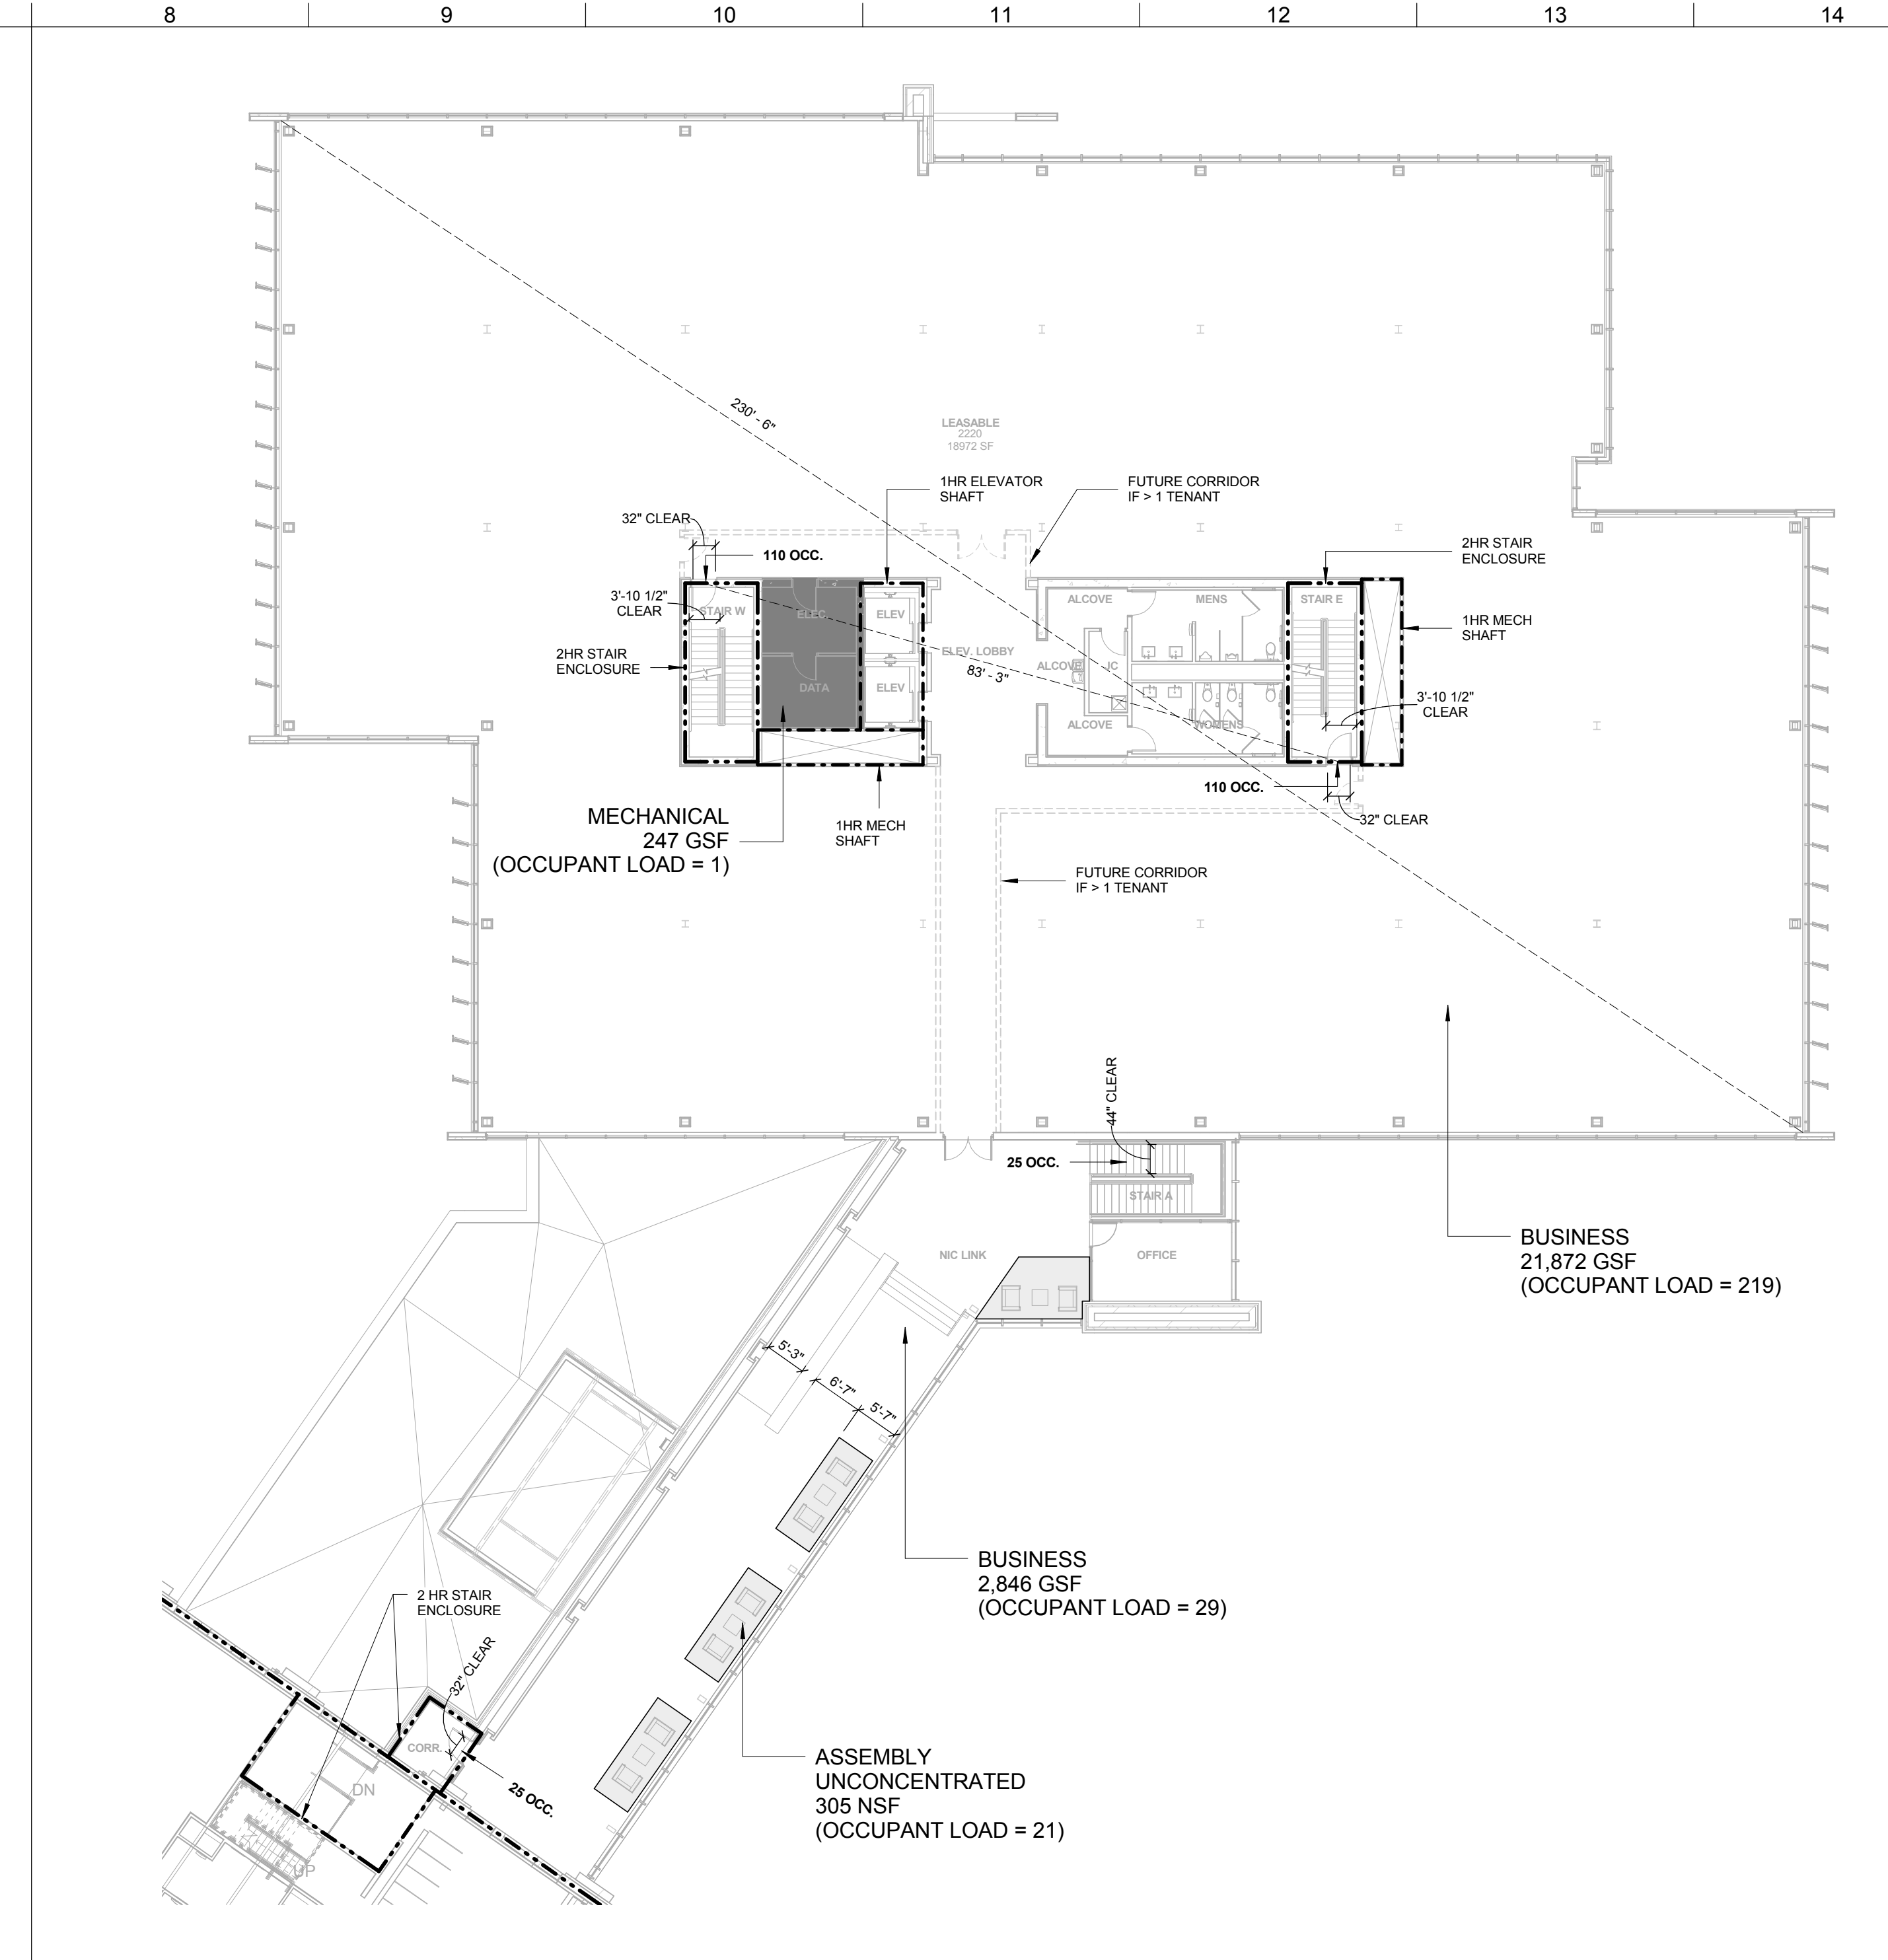 8
9
10
11
12
13
14
230' - 6"
LEASABLE
2220
18972 SF
1HR ELEVATOR
SHAFT
FUTURE CORRIDOR
IF > 1 TENANT
32" CLEAR
110 OCC.
2HR STAIR
ENCLOSURE
3'-10 1/2"
CLEAR
STAIR W
ELEC
ELEV
ALCOVE
MENS
STAIR E
1HR MECH
SHAFT
2HR STAIR
ENCLOSURE
ELEV. LOBBY
83' - 3"
ALCOVE
IC
DATA
ELEV
3'-10 1/2"
CLEAR
ALCOVE
WOMENS
110 OCC.
32" CLEAR
MECHANICAL
247 GSF
(OCCUPANT LOAD = 1)
1HR MECH
SHAFT
FUTURE CORRIDOR
IF > 1 TENANT
44" CLEAR
25 OCC.
STAIR A
NIC LINK
OFFICE
BUSINESS
21,872 GSF
(OCCUPANT LOAD = 219)
5'-3"
6'-7"
5'-7"
BUSINESS
2,846 GSF
(OCCUPANT LOAD = 29)
2 HR STAIR
ENCLOSURE
32" CLEAR
CORR.
25 OCC.
DN
UP
ASSEMBLY
UNCONCENTRATED
305 NSF
(OCCUPANT LOAD = 21)